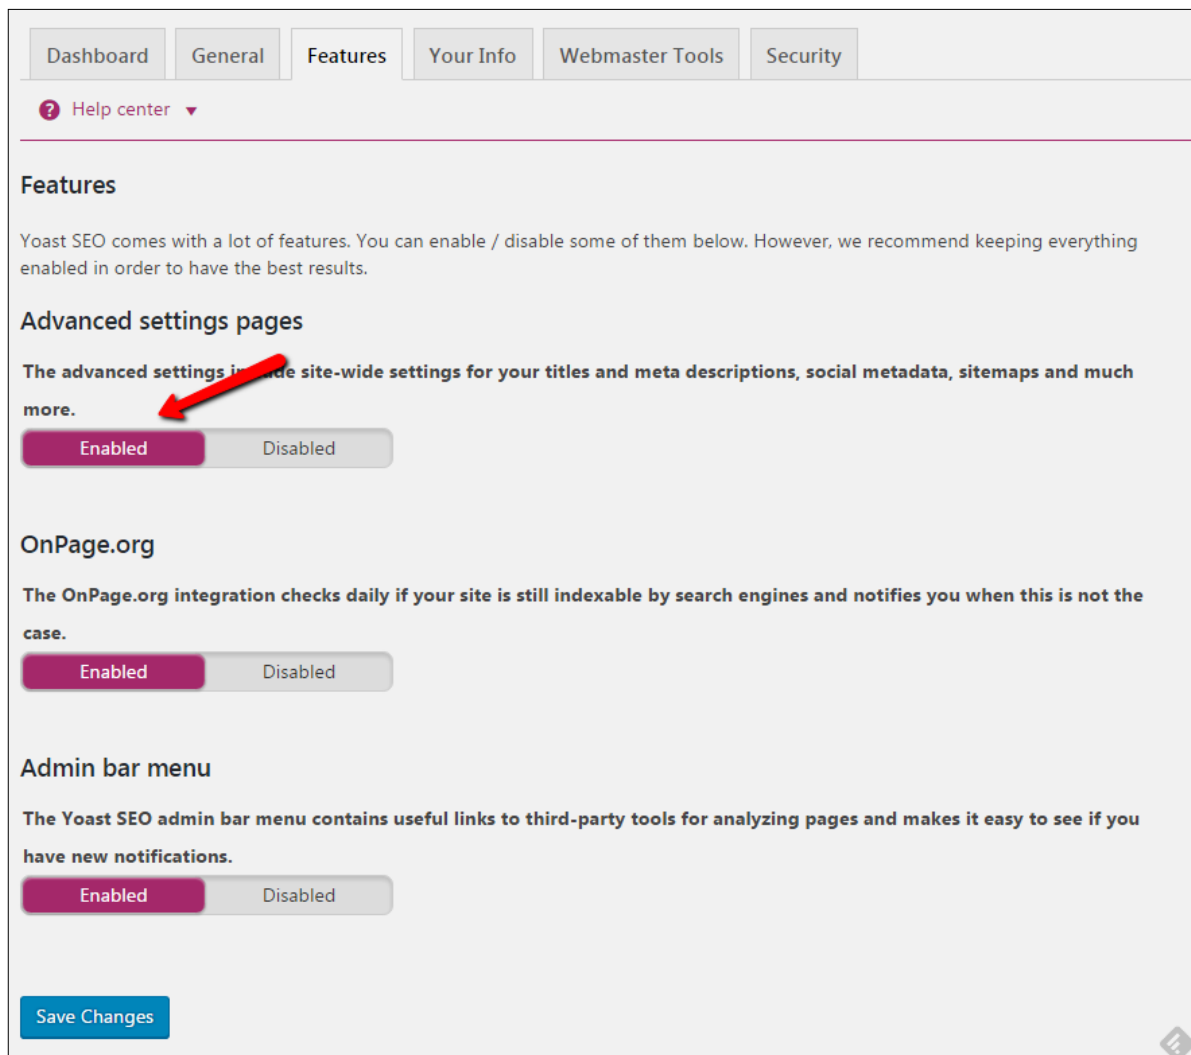 Dashboard General Features Your Info Webmaster Tools Security
? Help center
Features
Yoast SEO comes with a lot of features. You can enable / disable some of them below. However, we recommend keeping everything
enabled in order to have the best results.
Advanced settings pages
The advanced settings include site-wide settings for your titles and meta descriptions, social metadata, sitemaps and much
more.
Enabled Disabled
OnPage.org
The OnPage.org integration checks daily if your site is still indexable by search engines and notifies you when this is not the
case.
Enabled Disabled
Admin bar menu
The Yoast SEO admin bar menu contains useful links to third-party tools for analyzing pages and makes it easy to see if you
have new notifications.
Enabled Disabled
Save Changes